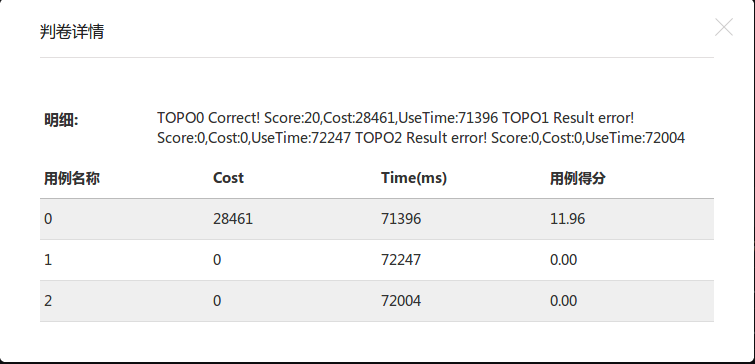 判卷详情
明细: TOPO0 Correct! Score:20,Cost:28461,UseTime:71396 TOPO1 Result error!
Score:0,Cost:0,UseTime:72247 TOPO2 Result error! Score:0,Cost:0,UseTime:72004
用例名称 Cost Time(ms) 用例得分
0 28461 71396 11.96
1 0 72247 0.00
2 0 72004 0.00